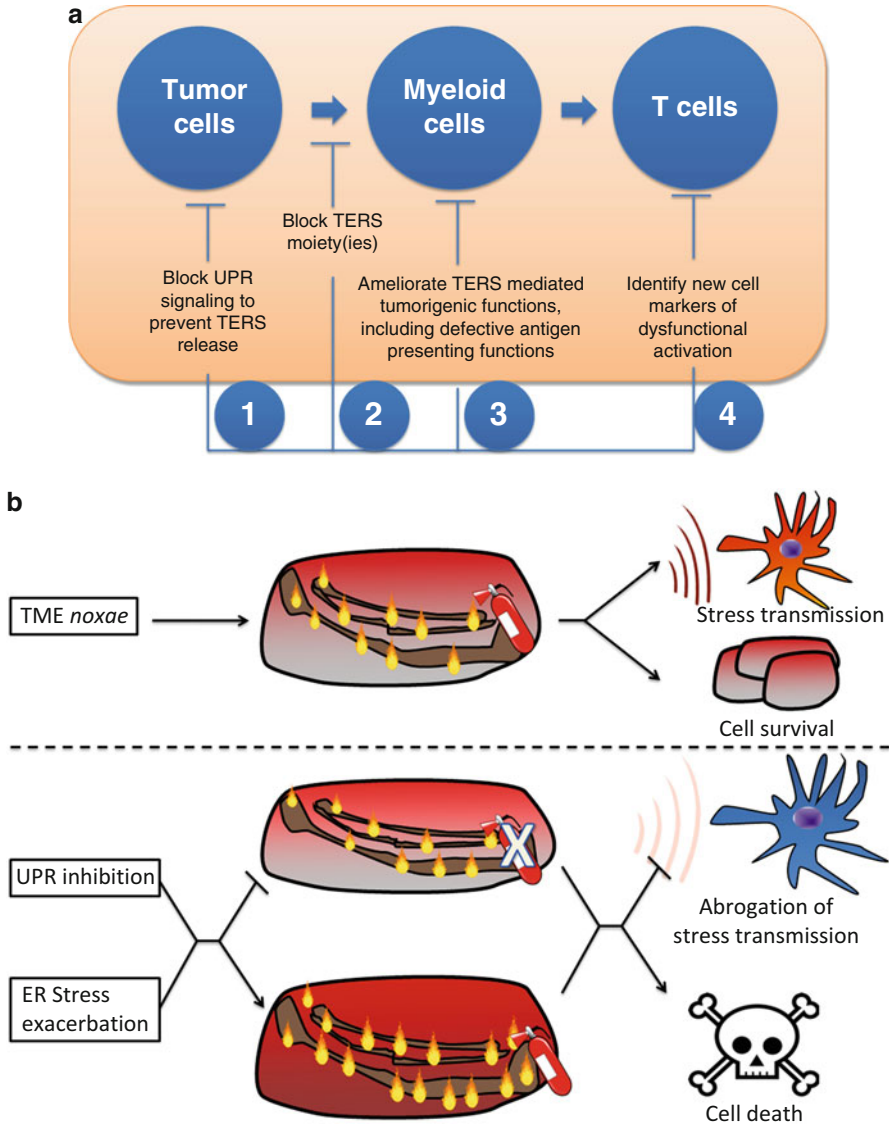 a
Tumor
cells
Myeloid
cells
T cells
Block TERS
moiety(ies)
Block UPR
signaling to
prevent TERS
release
Ameliorate TERS mediated
tumorigenic functions,
including defective antigen
presenting functions
Identify new cell
markers of
dysfunctional
activation
1
2
3
4
b
TME noxae
Stress transmission
Cell survival
UPR inhibition
X
Abrogation of
stress transmission
ER Stress
exacerbation
Cell death